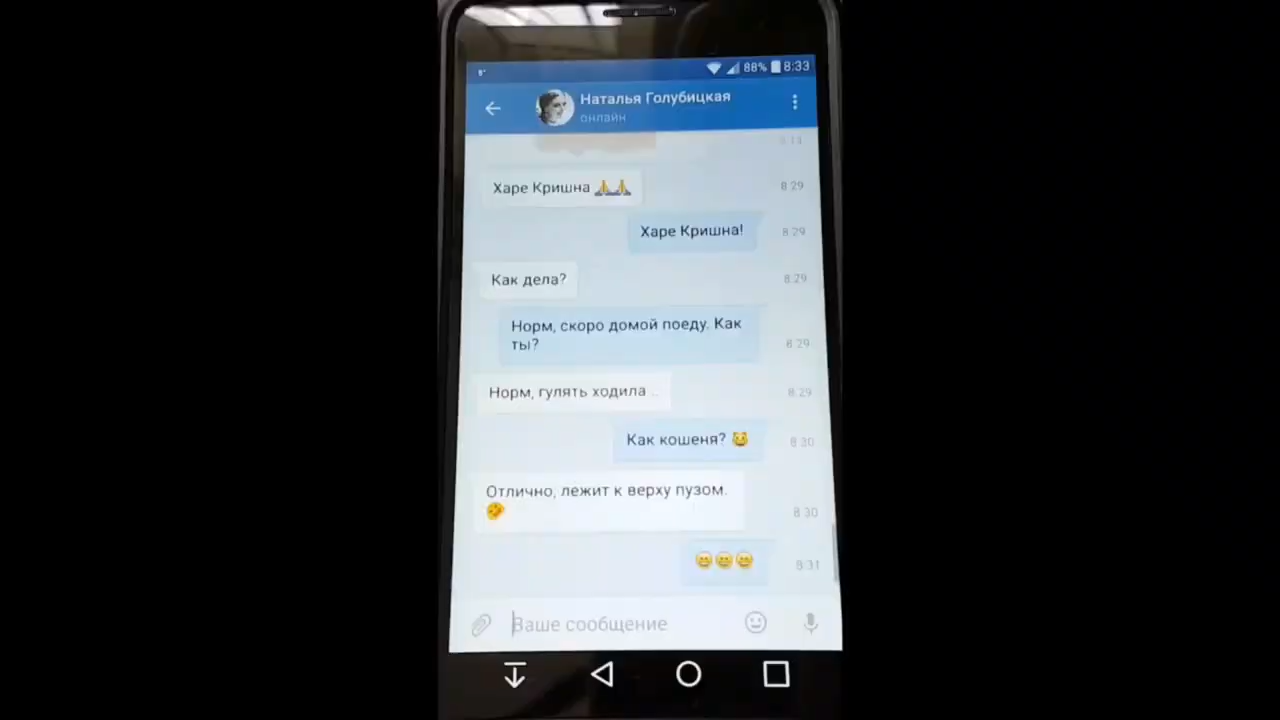 88% 8:33
Наталья Голубицкая
онлайн
Харе Кришна 🙏🙏 8:29
Харе Кришна! 8:29
Как дела? 8:29
Норм, скоро домой поеду. Как
ты? 8:29
Норм, гулять ходила .. 8:29
Как кошеня? 😺 8:30
Отлично, лежит к верху пузом.
🤣 8:30
😁😁😁 8:31
Ваше сообщение